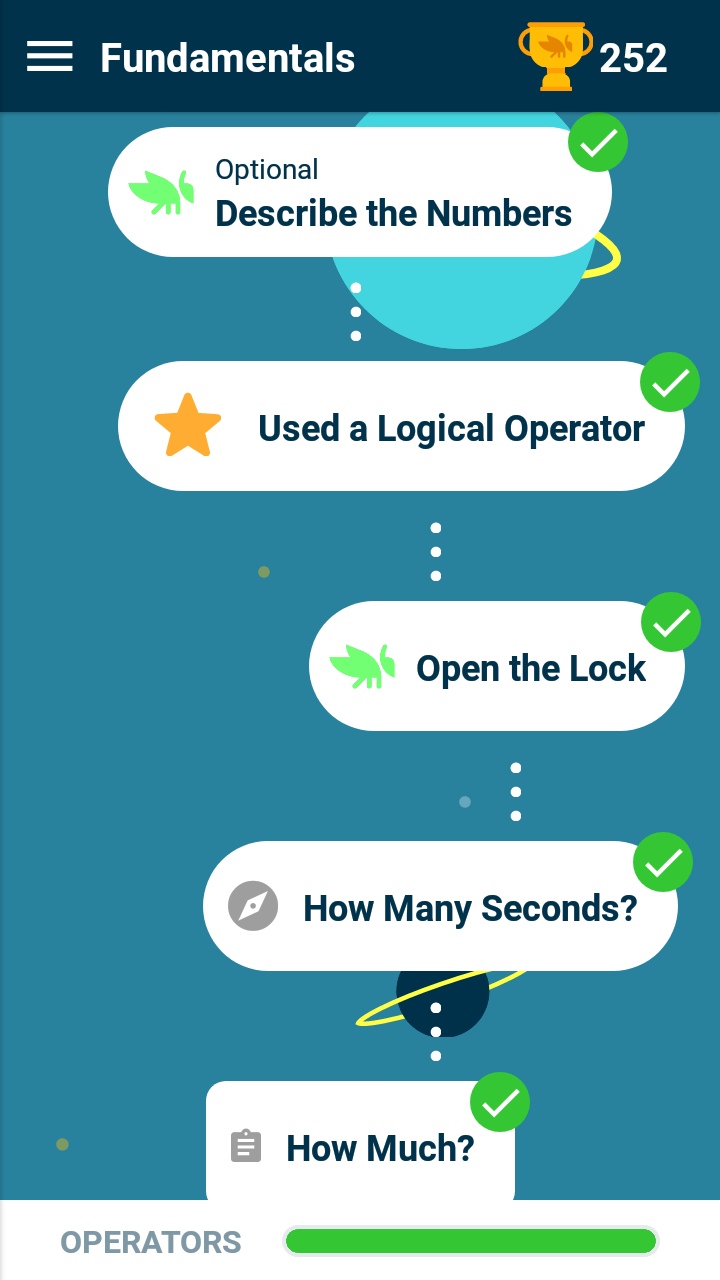 Fundamentals
252
Optional
Describe the Numbers
Used a Logical Operator
Open the Lock
How Many Seconds?
How Much?
OPERATORS